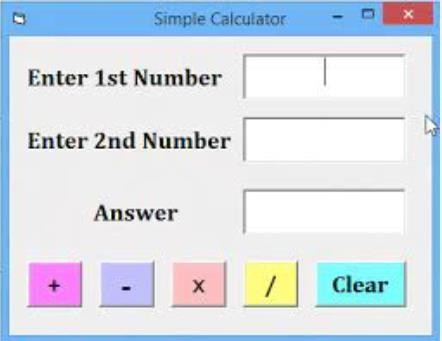 Simple Calculator
Enter 1st Number
Enter 2nd Number
Answer
+ - x / Clear